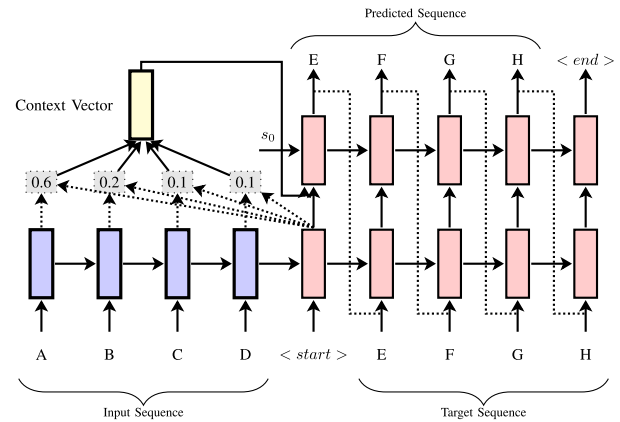 Predicted Sequence
E F G H < end >
Context Vector
s0
0.6 0.2 0.1 0.1
A B C D < start > E F G H
Input Sequence Target Sequence